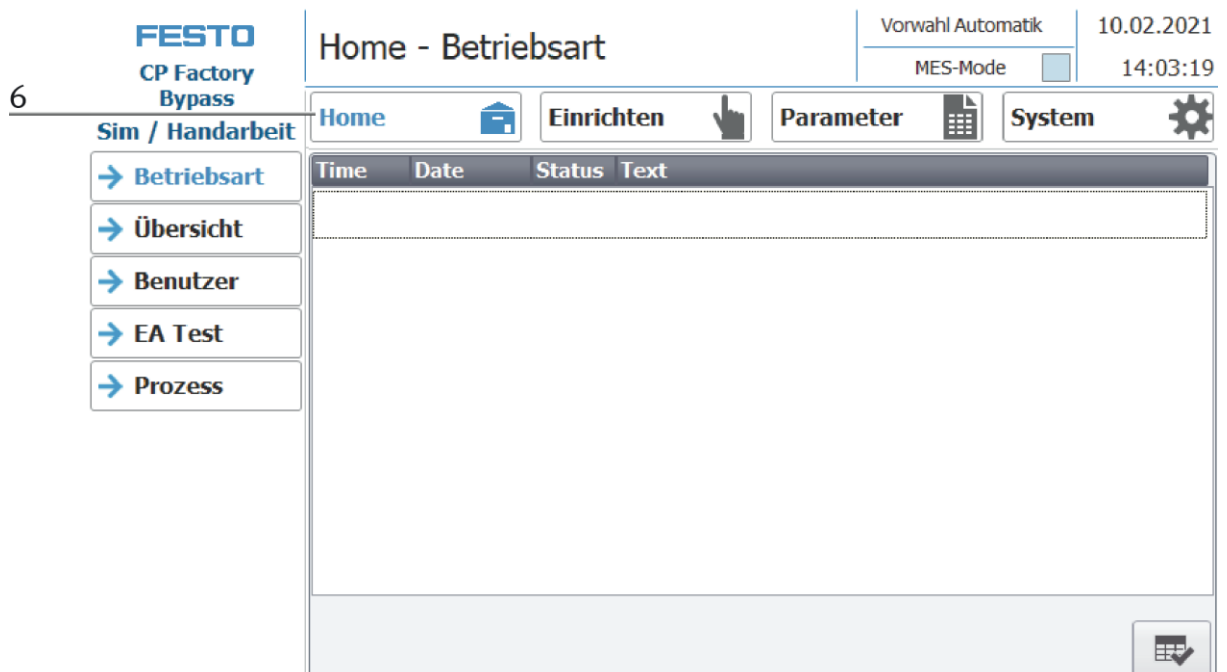 FESTO
CP Factory
Bypass
Sim / Handarbeit
6
Home - Betriebsart
Vorwahl Automatik
MES-Mode
10.02.2021
14:03:19
Home
Einrichten
Parameter
System
Betriebsart
Übersicht
Benutzer
EA Test
Prozess
Time Date Status Text